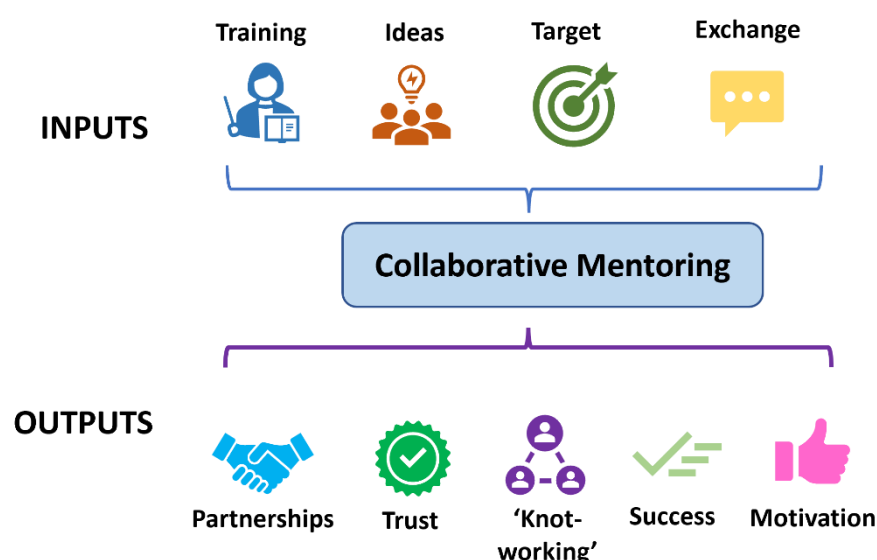 Training
Ideas
Target
Exchange
INPUTS
Collaborative Mentoring
OUTPUTS
Partnerships
Trust
‘Knot-
working’
Success
Motivation